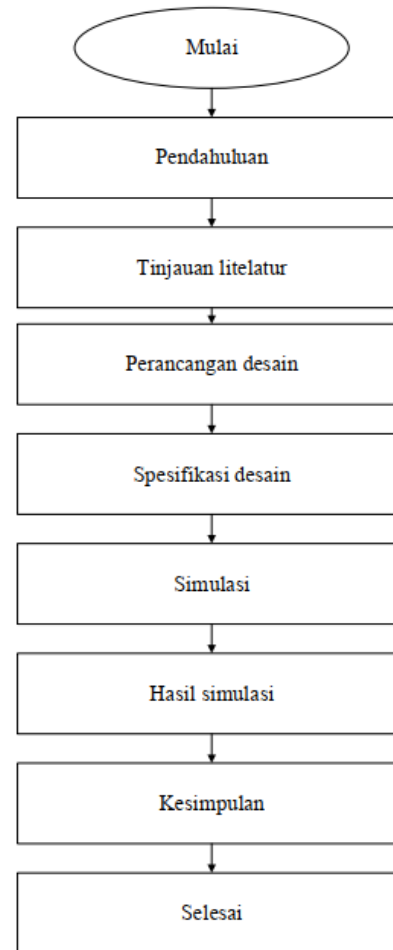 Mulai
Pendahuluan
Tinjauan litelatur
Perancangan desain
Spesifikasi desain
Simulasi
Hasil simulasi
Kesimpulan
Selesai